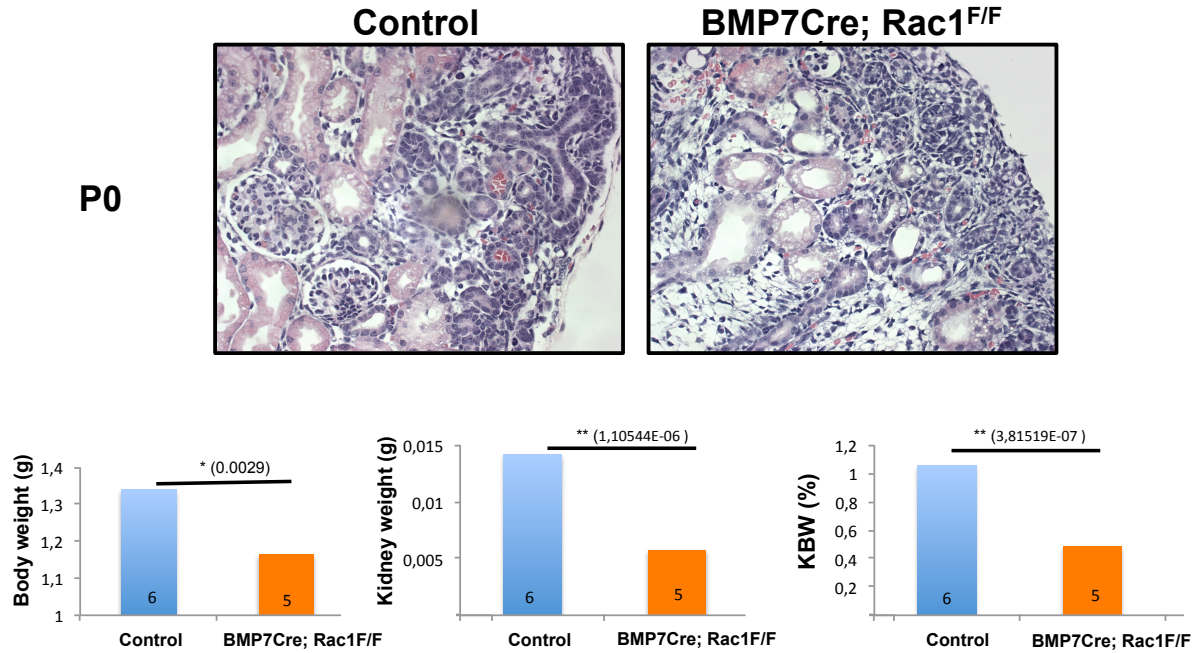 Control
BMP7Cre; Rac1F/F
P0
Body weight (g)
1,4
1,3
1,2
1,1
1
* (0.0029)
6
5
Control
BMP7Cre; Rac1F/F
Kidney weight (g)
0,015
0,01
0,005
** (1,10544E-06 )
6
5
Control
BMP7Cre; Rac1F/F
KBW (%)
1,2
1
0,8
0,6
0,4
0,2
** (3,81519E-07 )
6
5
Control
BMP7Cre; Rac1F/F